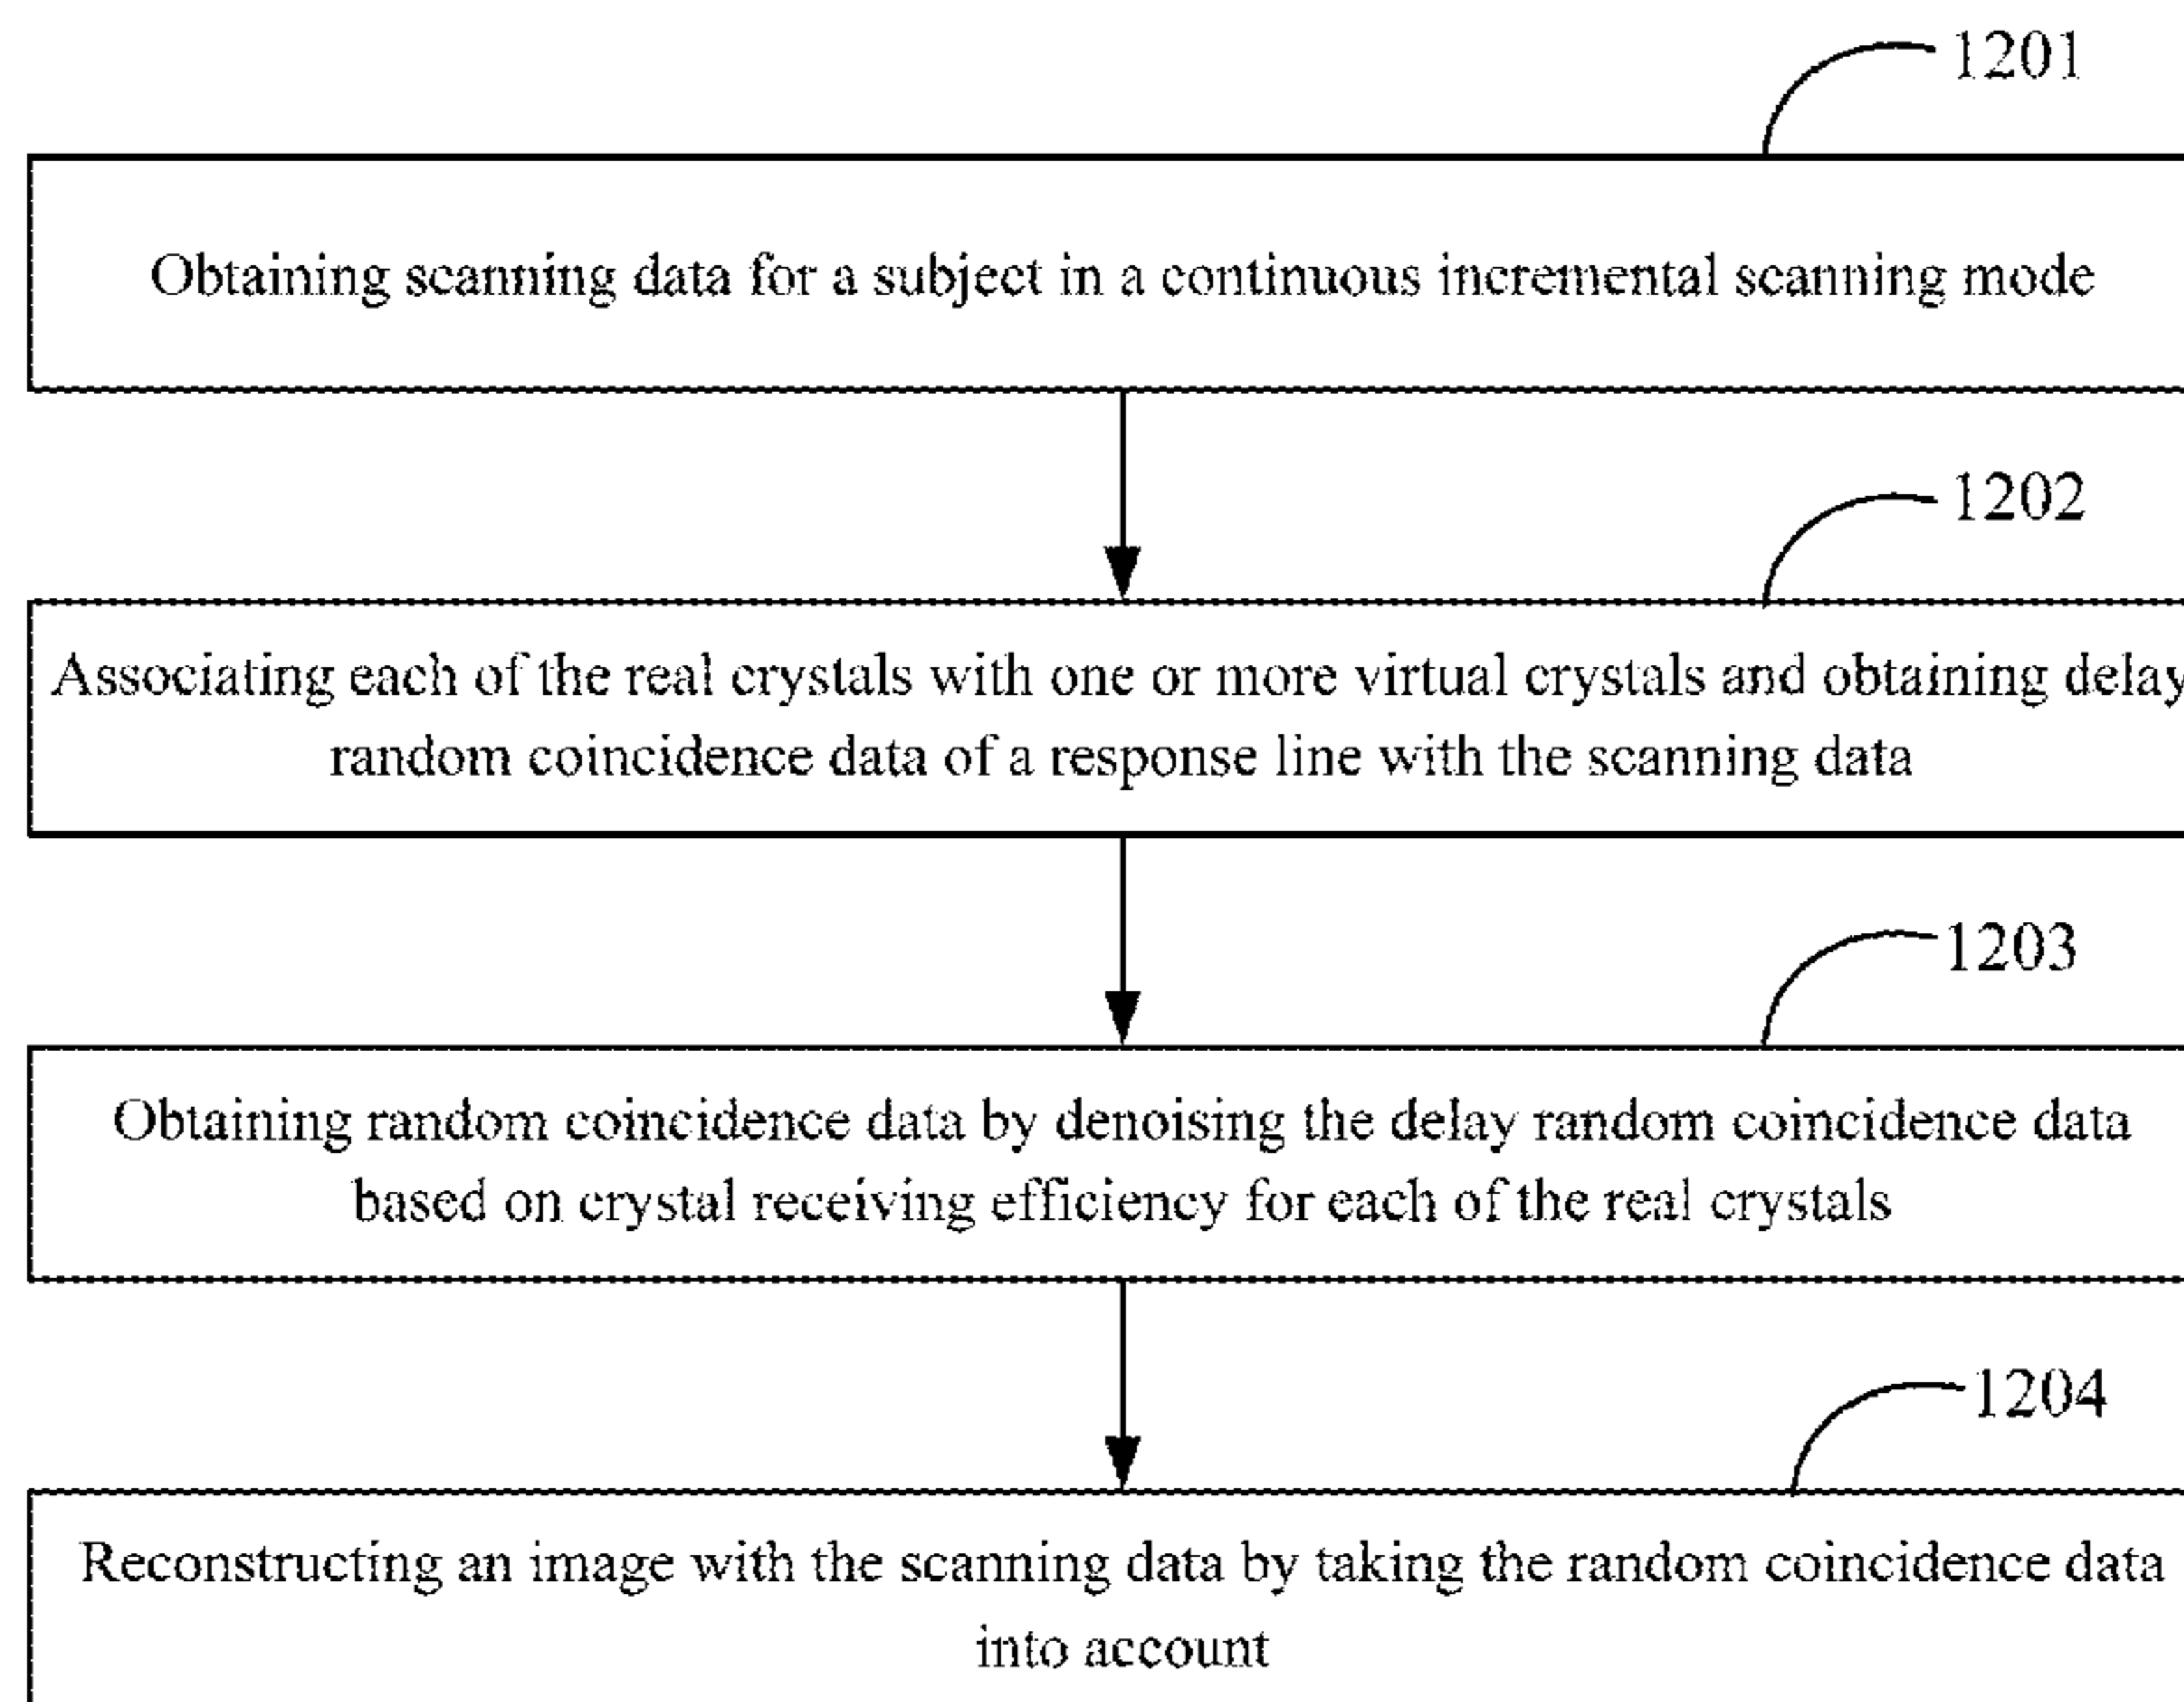 1201
Obtaining scanning data for a subject in a continuous incremental scanning mode
1202
Associating each of the real crystals with one or more virtual crystals and obtaining delay
random coincidence data of a response line with the scanning data
1203
Obtaining random coincidence data by denoising the delay random coincidence data
based on crystal receiving efficiency for each of the real crystals
1204
Reconstructing an image with the scanning data by taking the random coincidence data
into account